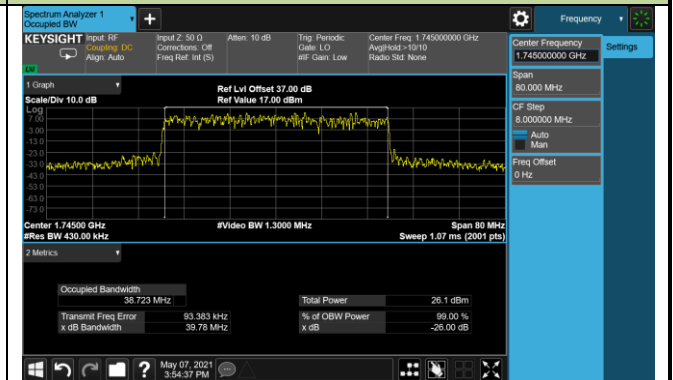 Spectrum Analyzer 1
Occupied BW
+
Frequency
KEYSIGHT
Input: RF
Coupling: DC
Align: Auto
Input Z: 50 Ω
Corrections: Off
Freq Ref: Int (S)
Atten: 10 dB
Trig: Periodic
Gate: LO
#IF Gain: Low
Center Freq: 1.745000000 GHz
Avg|Hold:>10/10
Radio Std: None
LV
1 Graph
Scale/Div 10.0 dB
Ref Lvl Offset 37.00 dB
Ref Value 17.00 dBm
Log
7.00
-3.00
-13.0
-23.0
-33.0
-43.0
-53.0
-63.0
-73.0
Center 1.74500 GHz
#Res BW 430.00 kHz
#Video BW 1.3000 MHz
Span 80 MHz
Sweep 1.07 ms (2001 pts)
2 Metrics
Occupied Bandwidth
38.723 MHz
Total Power
26.1 dBm
Transmit Freq Error
93.383 kHz
% of OBW Power
99.00 %
x dB Bandwidth
39.78 MHz
x dB
-26.00 dB
Center Frequency
1.745000000 GHz
Settings
Span
80.000 MHz
CF Step
8.000000 MHz
Auto
Man
Freq Offset
0 Hz
?
May 07, 2021
3:54:37 PM